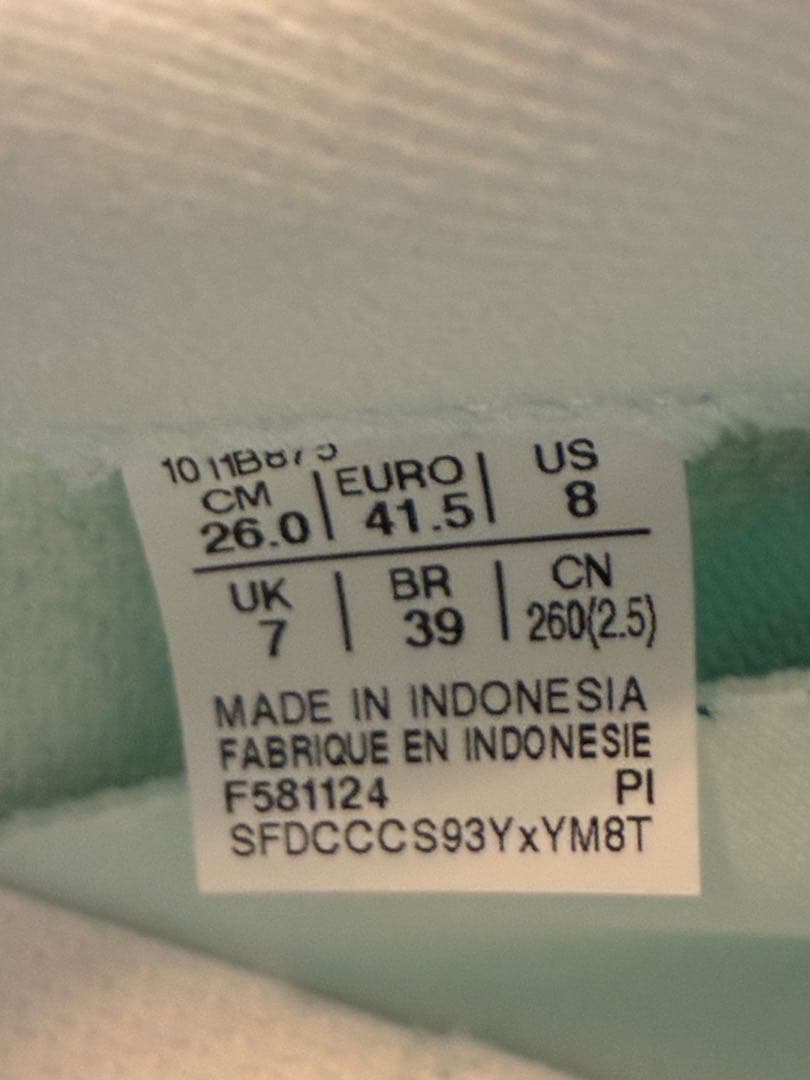 1011B875
CM | EURO | US
26.0 | 41.5 | 8
UK | BR | CN
7 | 39 | 260(2.5)
MADE IN INDONESIA
FABRIQUE EN INDONESIE
F581124 PI
SFDCCCS93YxYM8T